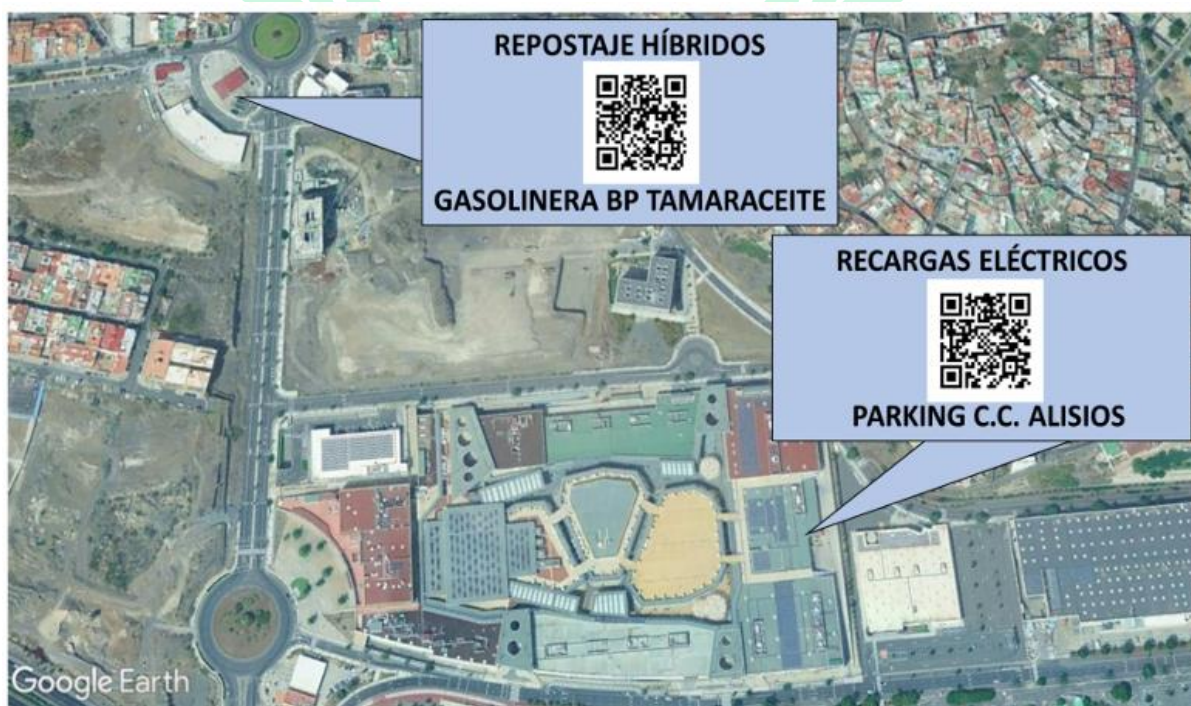 REPOSTAJE HÍBRIDOS
GASOLINERA BP TAMARACEITE
RECARGAS ELÉCTRICOS
PARKING C.C. ALISIOS
Google Earth